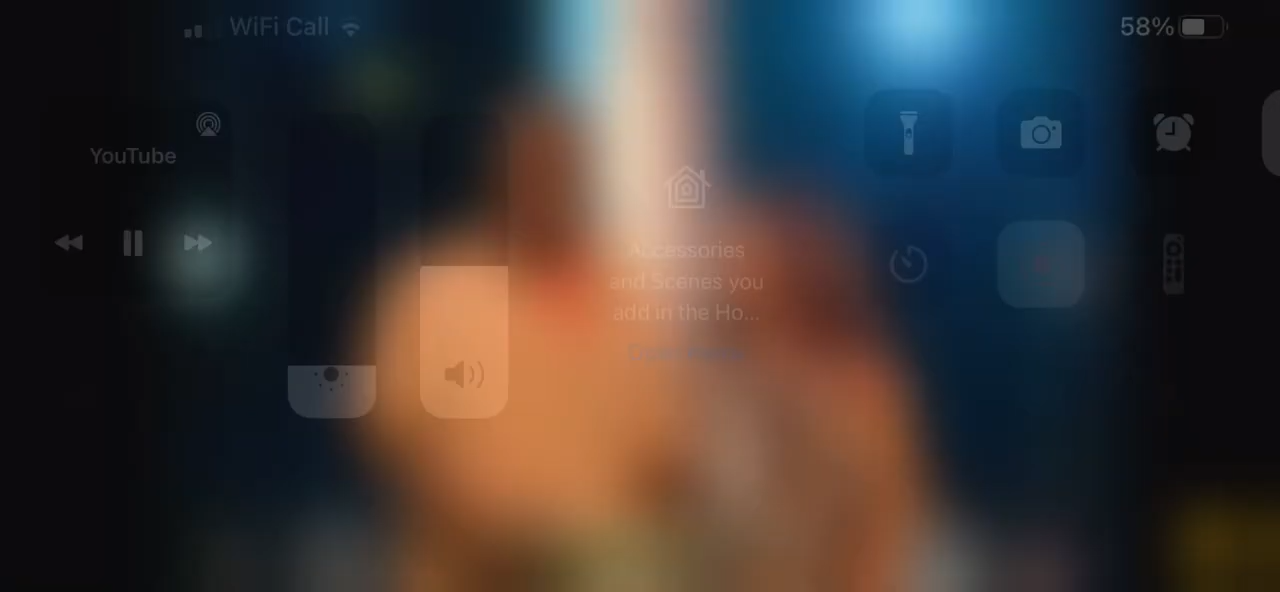 WiFi Call
58%
YouTube
Accessories
and Scenes you
add in the Ho...